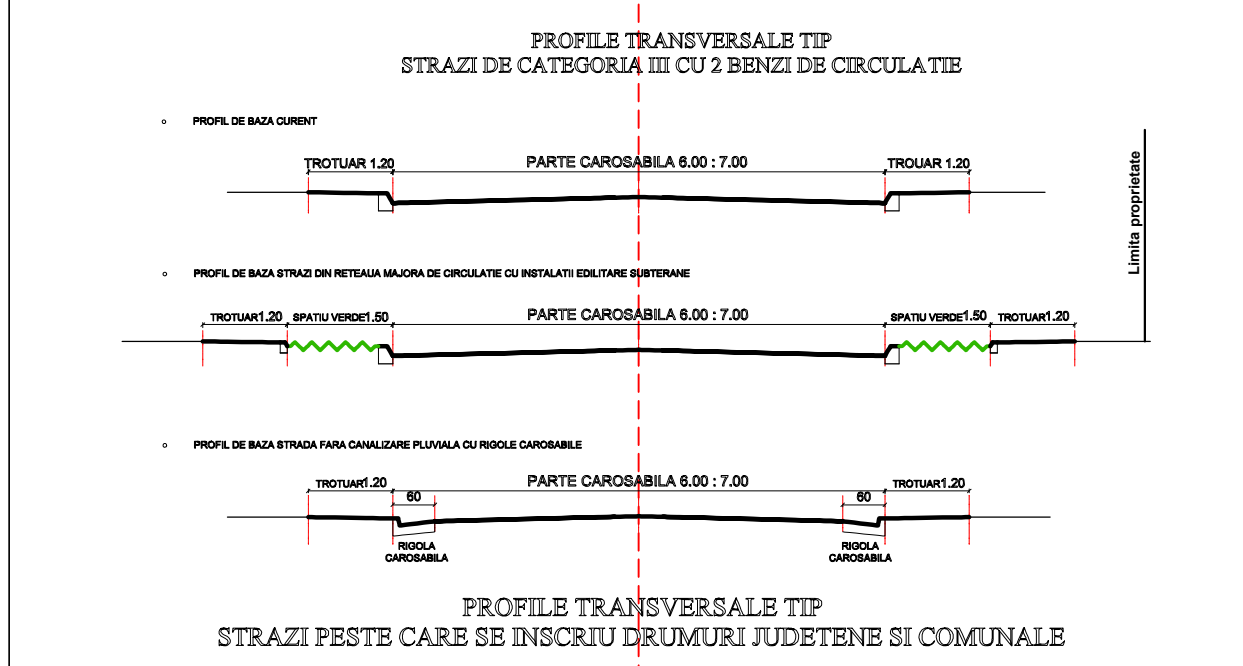 PROFILE TRANSVERSALE TIP
STRAZI DE CATEGORIA III CU 2 BENZI DE CIRCULATIE
PROFIL DE BAZA CURENT
TROTUAR 1.20 PARTE CAROSABILA 6.00 : 7.00 TROUAR 1.20
Limita proprietate
PROFIL DE BAZA STRAZI DIN RETEAUA MAJORA DE CIRCULATIE CU INSTALATII EDILITARE SUBTERANE
TROTUAR1.20 SPATIU VERDE1.50 PARTE CAROSABILA 6.00 : 7.00 SPATIU VERDE1.50 TROTUAR1.20
PROFIL DE BAZA STRADA FARA CANALIZARE PLUVIALA CU RIGOLE CAROSABILE
TROTUAR1.20 PARTE CAROSABILA 6.00 : 7.00 TROTUAR1.20
60 60
RIGOLA RIGOLA
CAROSABILA CAROSABILA
PROFILE TRANSVERSALE TIP
STRAZI PESTE CARE SE INSCRIU DRUMURI JUDETENE SI COMUNALE